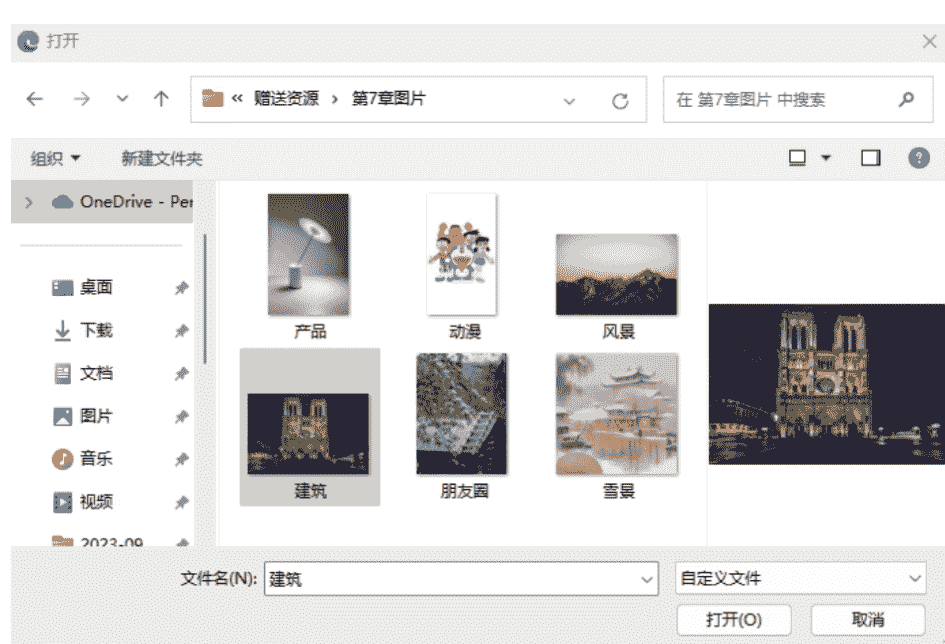 打开
« 赠送资源 › 第7章图片
在 第7章图片 中搜索
组织 新建文件夹
OneDrive - Per
桌面
下载
文档
图片
音乐
视频
2023-09
产品 动漫 风景
建筑 朋友圈 雪景
文件名(N): 建筑 自定义文件
打开(O) 取消